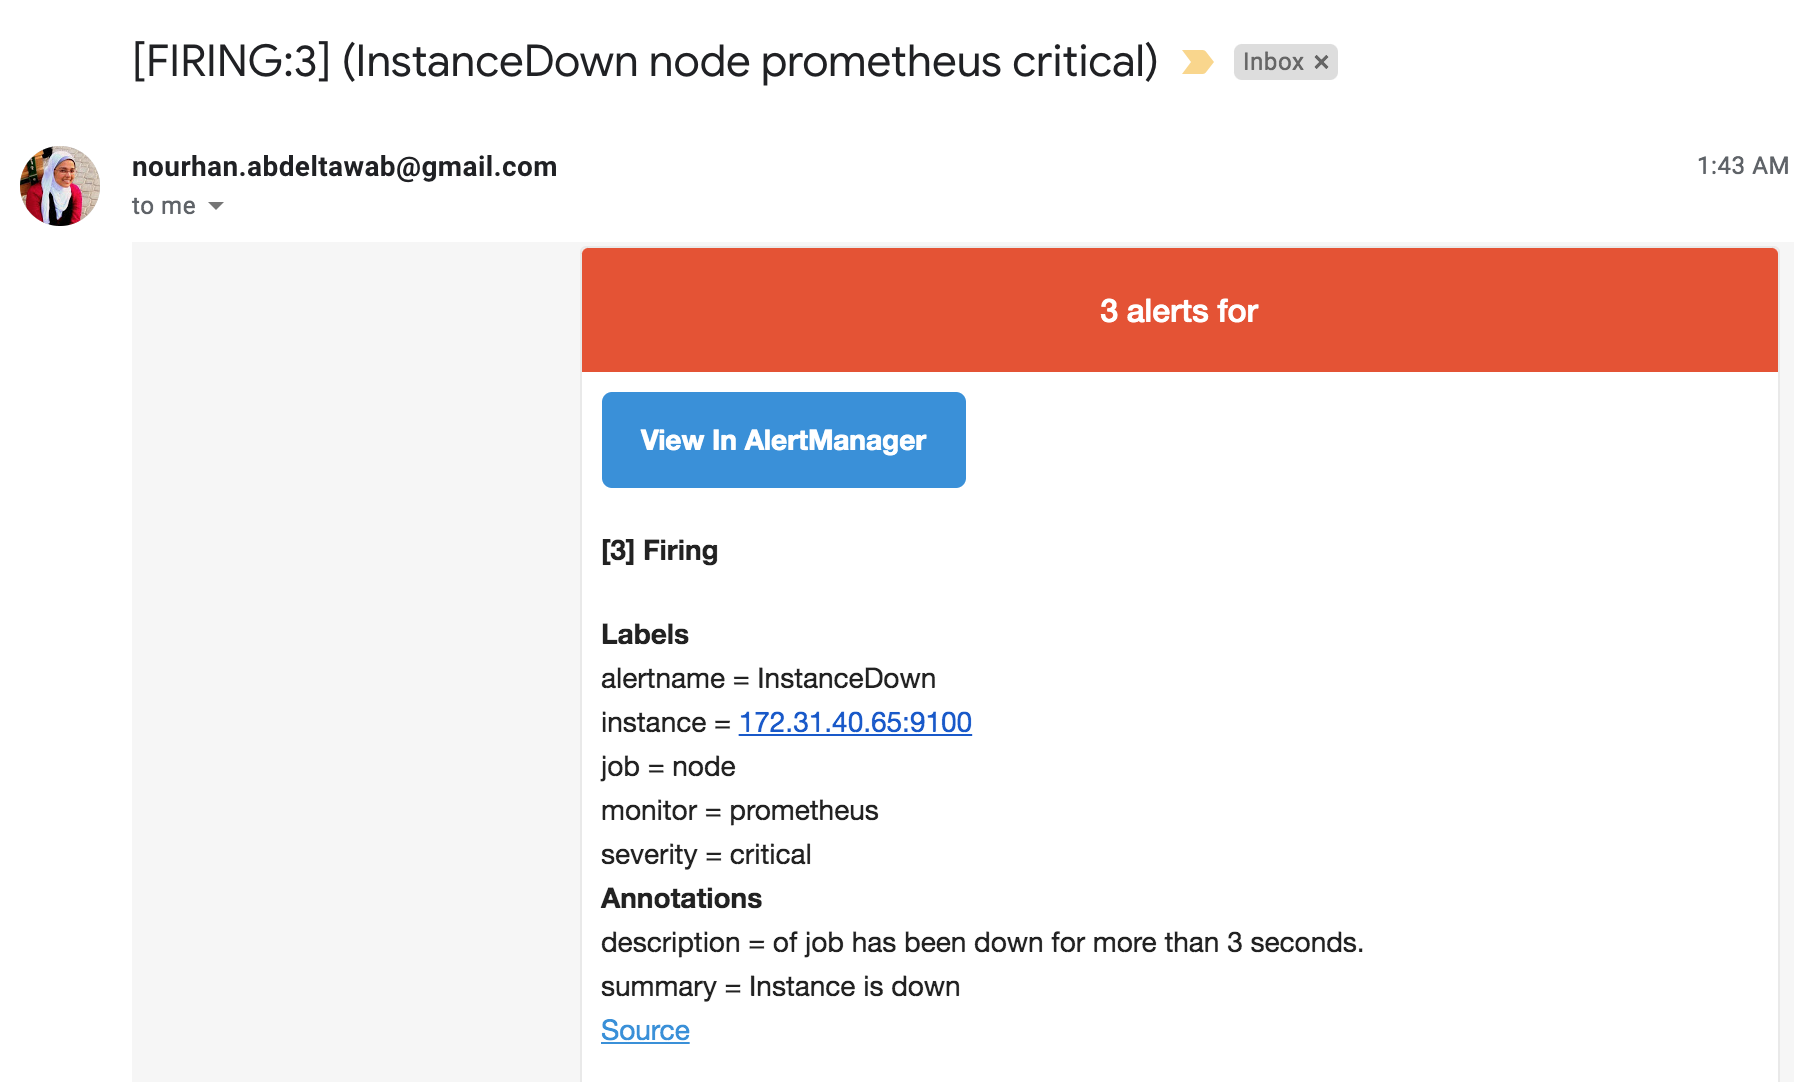 [FIRING:3] (InstanceDown node prometheus critical) Inbox ×
nourhan.abdeltawab@gmail.com 1:43 AM
to me
3 alerts for
View In AlertManager
[3] Firing
Labels
alertname = InstanceDown
instance = 172.31.40.65:9100
job = node
monitor = prometheus
severity = critical
Annotations
description = of job has been down for more than 3 seconds.
summary = Instance is down
Source